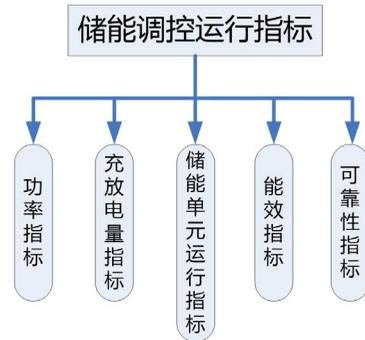 储能调控运行指标
功率指标
充放电量指标
储能单元运行指标
能效指标
可靠性指标